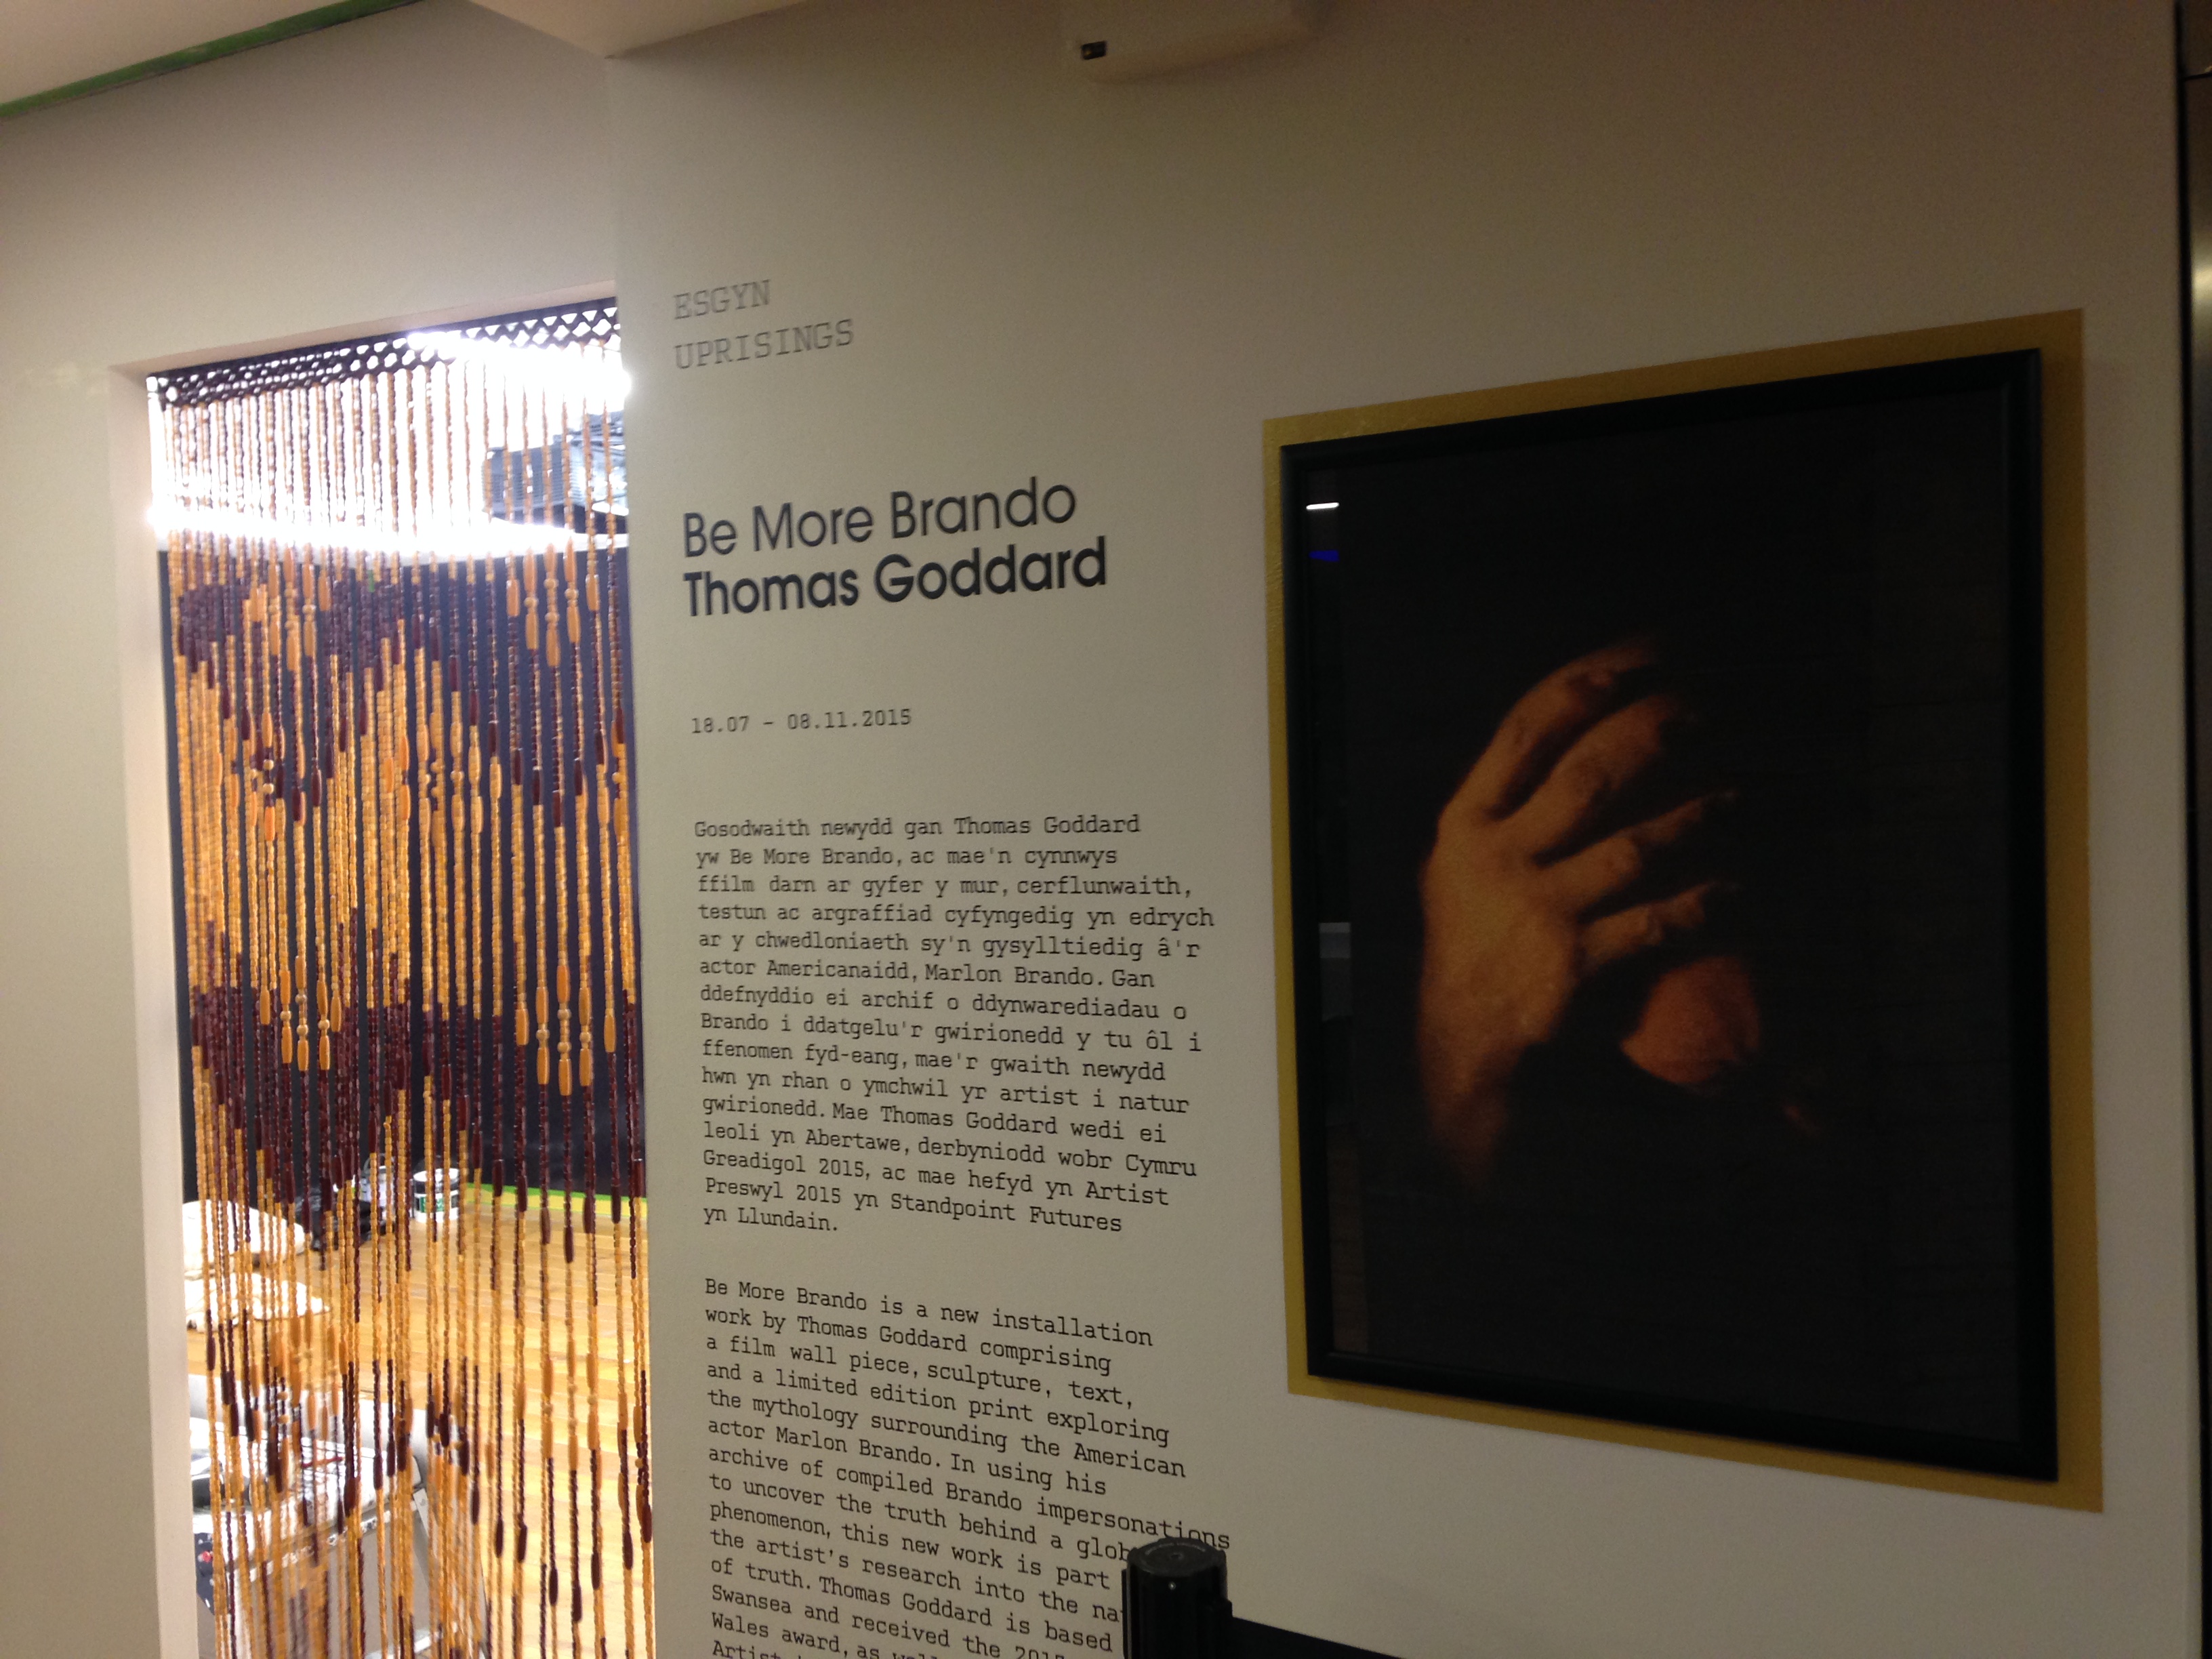 ESGYN
UPRISINGS
Be More Brando
Thomas Goddard
18.07 - 08.11.2015
Gosodwaith newydd gan Thomas Goddard
yw Be More Brando, ac mae'n cynnwys
ffilm darn ar gyfer y mur, cerflunwaith,
testun ac argraffiad cyfyngedig yn edrych
ar y chwedloniaeth sy'n gysylltiedig â'r
actor Americanaidd, Marlon Brando. Gan
ddefnyddio ei archif o ddynwarediadau o
Brando i ddatgelu'r gwirionedd y tu ôl i
ffenomen fyd-eang, mae'r gwaith newydd
hwn yn rhan o ymchwil yr artist i natur
gwirionedd. Mae Thomas Goddard wedi ei
leoli yn Abertawe, derbyniodd wobr Cymru
Greadigol 2015, ac mae hefyd yn Artist
Preswyl 2015 yn Standpoint Futures
yn Llundain.
Be More Brando is a new installation
work by Thomas Goddard comprising
a film wall piece, sculpture, text,
and a limited edition print exploring
the mythology surrounding the American
actor Marlon Brando. In using his
archive of compiled Brando impersonations
to uncover the truth behind a
phenomenon, this new work is part
the artist's research into the
of truth. Thomas Goddard is based
Swansea and received the 2015
Wales award, as